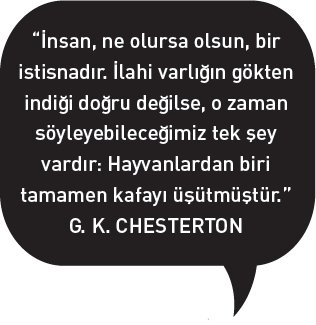 “İnsan, ne olursa olsun, bir
istisnadır. İlahi varlığın gökten
indiği doğru değilse, o zaman
söyleyebileceğimiz tek şey
vardır: Hayvanlardan biri
tamamen kafayı üşütmüştür.”
G. K. CHESTERTON